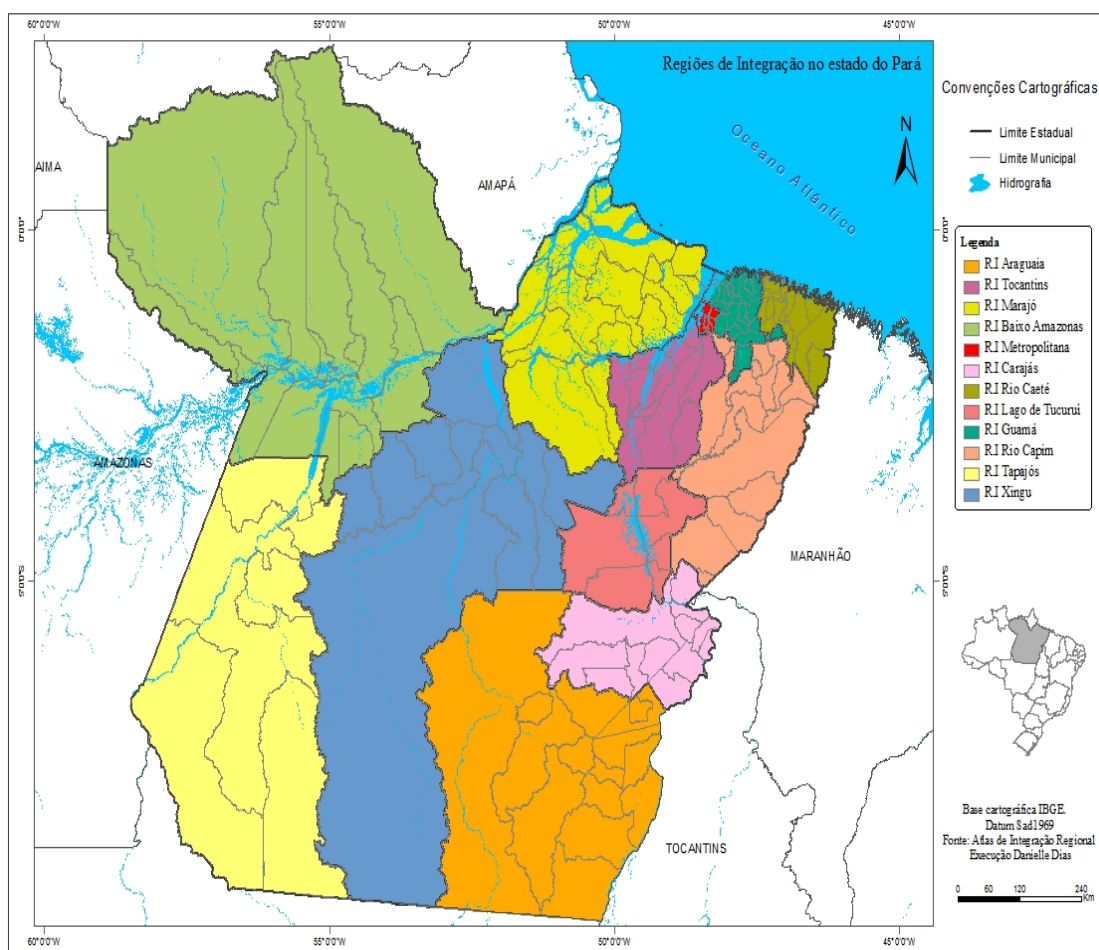 60°0'0"W
55°0'0"W
50°0'0"W
45°0'0"W
Regiões de Integração no estado do Pará
Oceano Atlântico
N
AIMA
AMAPÁ
AMAZONAS
MARANHÃO
TOCANTINS
0°0'0"
0°0'0"
5°0'0"S
5°0'0"S
60°0'0"W
55°0'0"W
50°0'0"W
45°0'0"W
Convenções Cartográficas
Limite Estadual
Limite Municipal
Hidrografia
Legenda
R.I Araguaia
R.I Tocantins
R.I Marajó
R.I Baixo Amazonas
R.I Metropolitana
R.I Carajás
R.I Rio Caeté
R.I Lago de Tucuruí
R.I Guamá
R.I Rio Capim
R.I Tapajós
R.I Xingu
Base cartográfica IBGE.
Datum Sad1969
Fonte: Atlas de Integração Regional
Execução Danielle Dias
0 60 120 240
Km